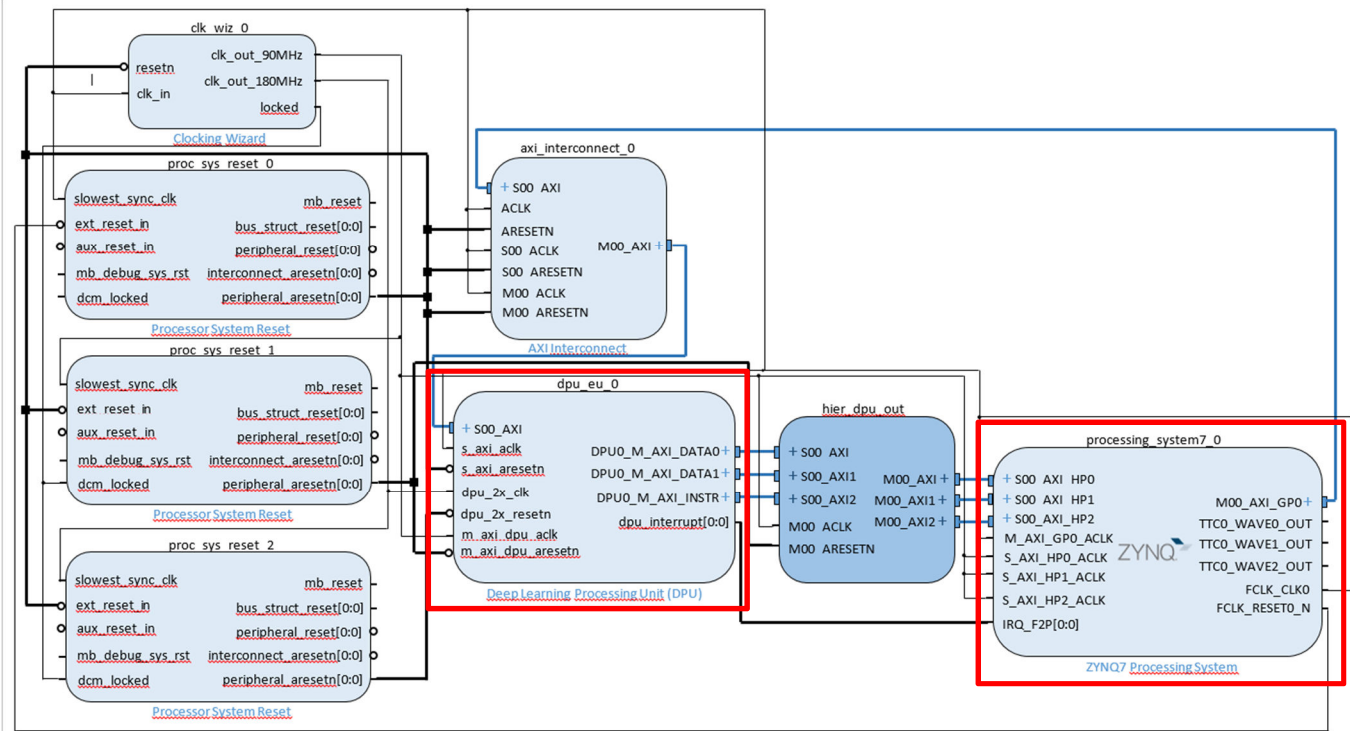 clk_wiz_0
resetn
clk_in
clk_out_90MHz
clk_out_180MHz
locked
Clocking Wizard
proc_sys_reset_0
slowest_sync_clk
ext_reset_in
aux_reset_in
mb_debug_sys_rst
dcm_locked
mb_reset
bus_struct_reset[0:0]
peripheral_reset[0:0]
interconnect_aresetn[0:0]
peripheral_aresetn[0:0]
Processor System Reset
proc_sys_reset_1
slowest_sync_clk
ext_reset_in
aux_reset_in
mb_debug_sys_rst
dcm_locked
mb_reset
bus_struct_reset[0:0]
peripheral_reset[0:0]
interconnect_aresetn[0:0]
peripheral_aresetn[0:0]
Processor System Reset
proc_sys_reset_2
slowest_sync_clk
ext_reset_in
aux_reset_in
mb_debug_sys_rst
dcm_locked
mb_reset
bus_struct_reset[0:0]
peripheral_reset[0:0]
interconnect_aresetn[0:0]
peripheral_aresetn[0:0]
Processor System Reset
axi_interconnect_0
+ S00_AXI
ACLK
ARESETN
S00_ACLK
S00_ARESETN
M00_ACLK
M00_ARESETN
M00_AXI +
AXI Interconnect
dpu_eu_0
+ S00_AXI
s_axi_aclk
s_axi_aresetn
dpu_2x_clk
dpu_2x_resetn
m_axi_dpu_aclk
m_axi_dpu_aresetn
DPU0_M_AXI_DATA0 +
DPU0_M_AXI_DATA1 +
DPU0_M_AXI_INSTR +
dpu_interrupt[0:0]
Deep Learning Processing Unit (DPU)
hier_dpu_out
+ S00_AXI
+ S00_AXI1
+ S00_AXI2
M00_ACLK
M00_ARESETN
M00_AXI +
M00_AXI1 +
M00_AXI2 +
processing_system7_0
+ S00_AXI_HP0
+ S00_AXI_HP1
+ S00_AXI_HP2
M_AXI_GP0_ACLK
S_AXI_HP0_ACLK
S_AXI_HP1_ACLK
S_AXI_HP2_ACLK
IRQ_F2P[0:0]
ZYNQ
M00_AXI_GP0 +
TTC0_WAVE0_OUT
TTC0_WAVE1_OUT
TTC0_WAVE2_OUT
FCLK_CLK0
FCLK_RESET0_N
ZYNQ7 Processing System